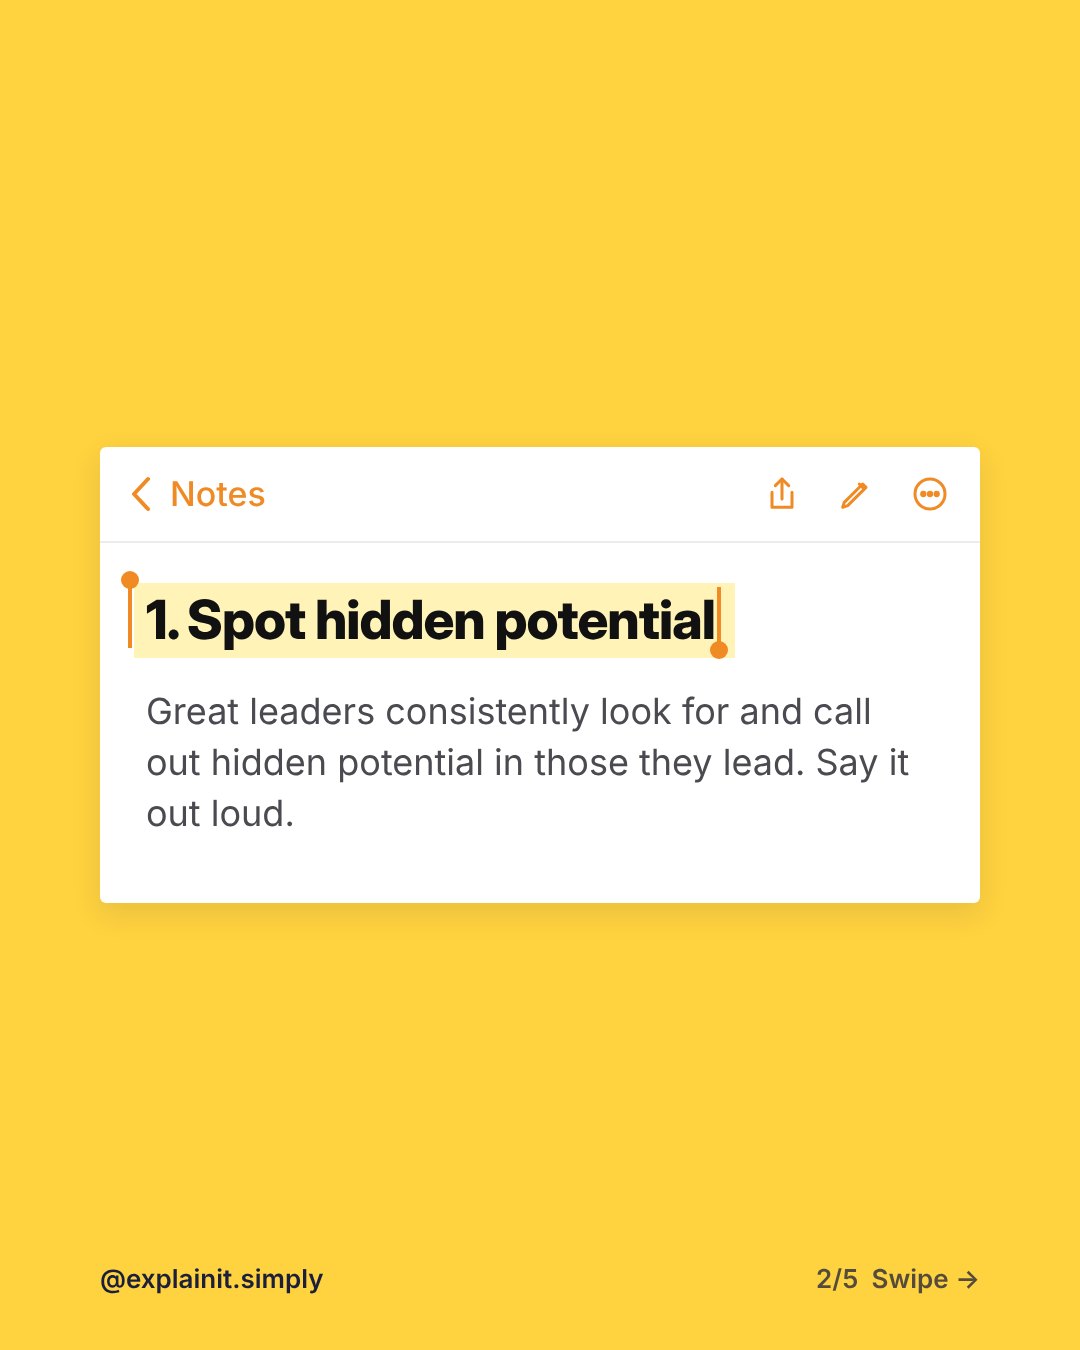 Notes
1. Spot hidden potential
Great leaders consistently look for and call
out hidden potential in those they lead. Say it
out loud.
@explainit.simply
2/5 Swipe →